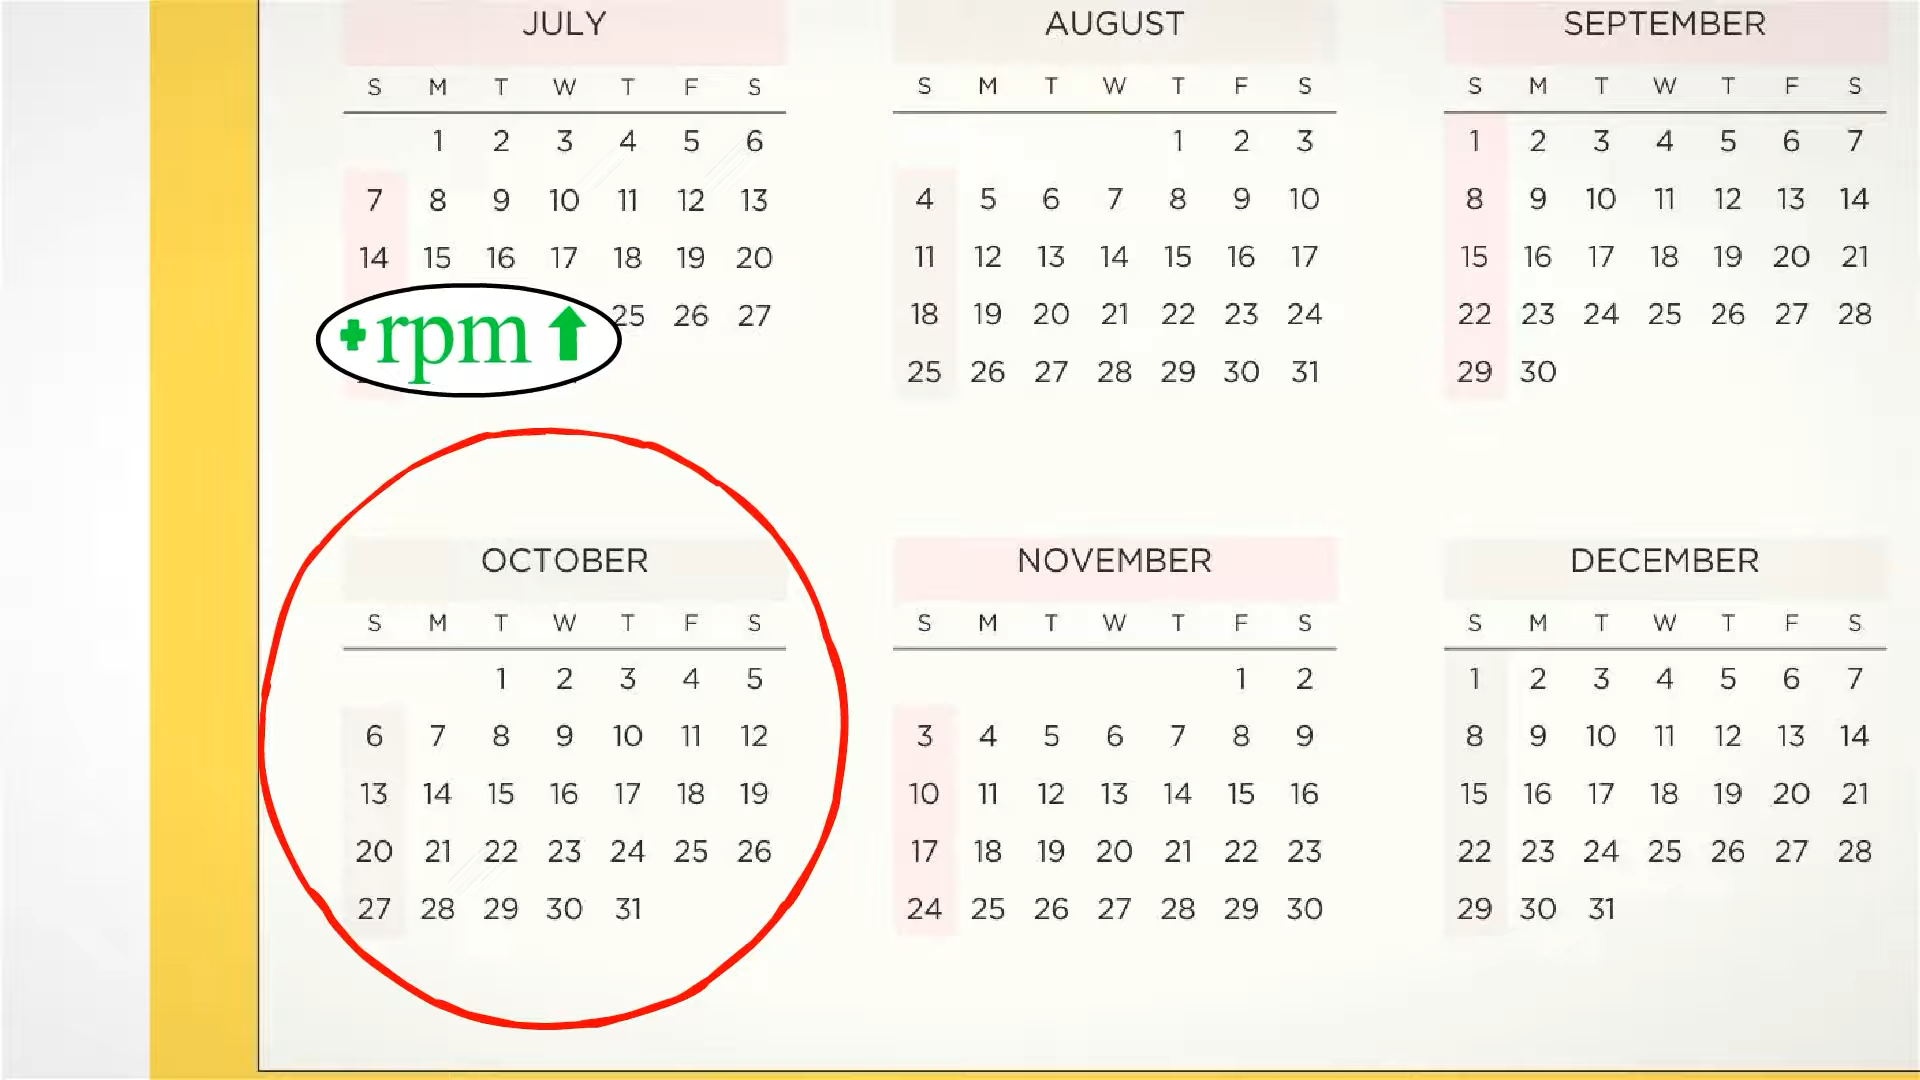 JULY AUGUST SEPTEMBER
S M T W T F S S M T W T F S S M T W T F S
1 2 3 4 5 6 1 2 3 1 2 3 4 5 6 7
7 8 9 10 11 12 13 4 5 6 7 8 9 10 8 9 10 11 12 13 14
14 15 16 17 18 19 20 11 12 13 14 15 16 17 15 16 17 18 19 20 21
+rpm 25 26 27 18 19 20 21 22 23 24 22 23 24 25 26 27 28
25 26 27 28 29 30 31 29 30
OCTOBER NOVEMBER DECEMBER
S M T W T F S S M T W T F S S M T W T F S
1 2 3 4 5 1 2 1 2 3 4 5 6 7
6 7 8 9 10 11 12 3 4 5 6 7 8 9 8 9 10 11 12 13 14
13 14 15 16 17 18 19 10 11 12 13 14 15 16 15 16 17 18 19 20 21
20 21 22 23 24 25 26 17 18 19 20 21 22 23 22 23 24 25 26 27 28
27 28 29 30 31 24 25 26 27 28 29 30 29 30 31